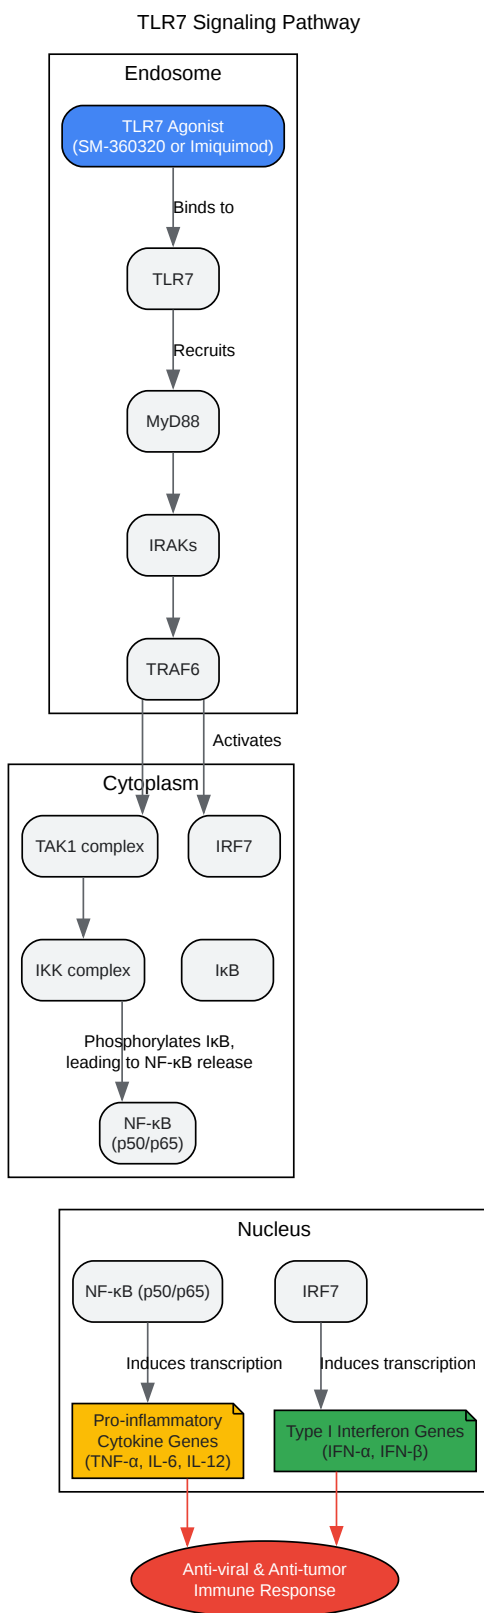 TLR7 Signaling Pathway
Endosome
TLR7 Agonist
(SM-360320 or Imiquimod)
Binds to
TLR7
Recruits
MyD88
IRAKs
TRAF6
Activates
Cytoplasm
TAK1 complex
IRF7
IKK complex
IκB
Phosphorylates IκB,
leading to NF-κB release
NF-κB
(p50/p65)
Nucleus
NF-κB (p50/p65)
IRF7
Induces transcription
Induces transcription
Pro-inflammatory
Cytokine Genes
(TNF-α, IL-6, IL-12)
Type I Interferon Genes
(IFN-α, IFN-β)
Anti-viral & Anti-tumor
Immune Response